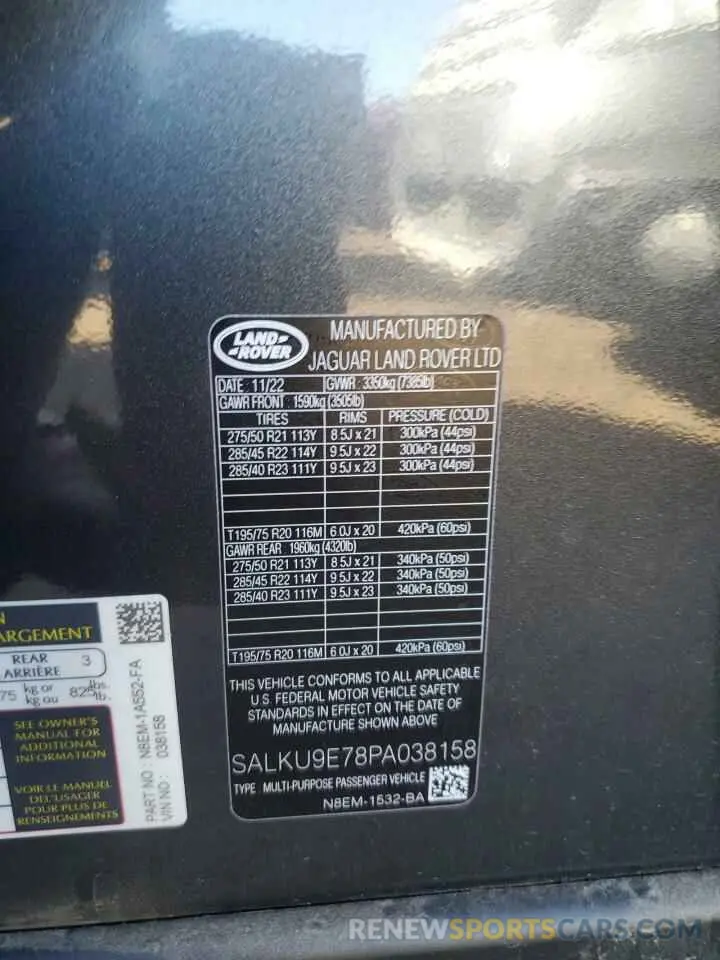 LAND-
-ROVER
MANUFACTURED BY
JAGUAR LAND ROVER LTD
DATE 11/22 GVWR 3350kg (7385lb)
GAWR FRONT 1590kg (3505lb)
TIRES RIMS PRESSURE (COLD)
275/50 R21 113Y 8.5J x 21 300kPa (44psi)
285/45 R22 114Y 9.5J x 22 300kPa (44psi)
285/40 R23 111Y 9.5J x 23 300kPa (44psi)
T195/75 R20 116M 6.0J x 20 420kPa (60psi)
GAWR REAR 1960kg (4320lb)
275/50 R21 113Y 8.5J x 21 340kPa (50psi)
285/45 R22 114Y 9.5J x 22 340kPa (50psi)
285/40 R23 111Y 9.5J x 23 340kPa (50psi)
T195/75 R20 116M 6.0J x 20 420kPa (60psi)
THIS VEHICLE CONFORMS TO ALL APPLICABLE
U.S. FEDERAL MOTOR VEHICLE SAFETY
STANDARDS IN EFFECT ON THE DATE OF
MANUFACTURE SHOWN ABOVE
SALKU9E78PA038158
TYPE MULTI-PURPOSE PASSENGER VEHICLE
N8EM-1532-BA
N
ARGEMENT
REAR 3
ARRIÈRE
75 kg or
kg ou 825 lbs.
lb.
SEE OWNER'S
MANUAL FOR
ADDITIONAL
INFORMATION
VOIR LE MANUEL
DE L'USAGER
POUR PLUS DE
RENSEIGNEMENTS
PART NO : N8EM-1A552-FA
VIN NO : 038158
RENEWSPORTSCARS.COM